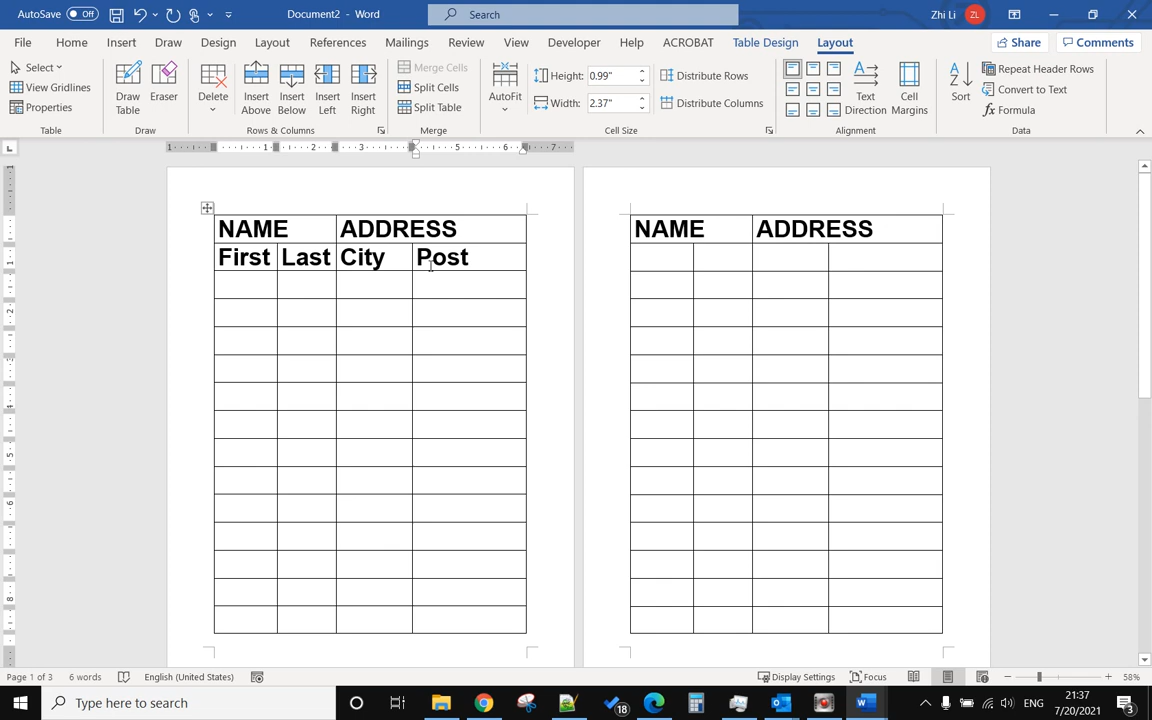 AutoSave Off Document2 - Word Search Zhi Li ZL
File Home Insert Draw Design Layout References Mailings Review View Developer Help ACROBAT Table Design Layout Share Comments
Select
View Gridlines
Properties
Table
Draw Table
Eraser
Draw
Delete
Insert Above
Insert Below
Insert Left
Insert Right
Rows & Columns
Merge Cells
Split Cells
Split Table
Merge
AutoFit
Height: 0.99"
Width: 2.37"
Distribute Rows
Distribute Columns
Cell Size
Text Direction
Cell Margins
Alignment
Sort
Repeat Header Rows
Convert to Text
Formula
Data
NAME ADDRESS
First Last City Post
NAME ADDRESS
Page 1 of 3 6 words English (United States) Display Settings Focus 58%
Type here to search
18
ENG
21:37
7/20/2021
3